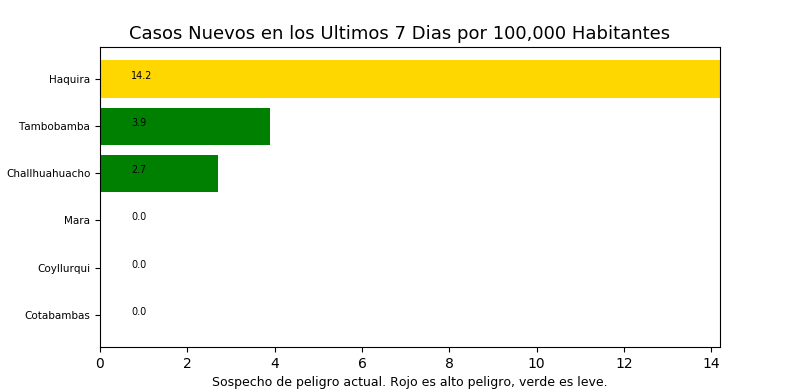 Casos Nuevos en los Ultimos 7 Dias por 100,000 Habitantes
Haquira 14.2
Tambobamba 3.9
Challhuahuacho 2.7
Mara 0.0
Coyllurqui 0.0
Cotabambas 0.0
0 2 4 6 8 10 12 14
Sospecho de peligro actual. Rojo es alto peligro, verde es leve.